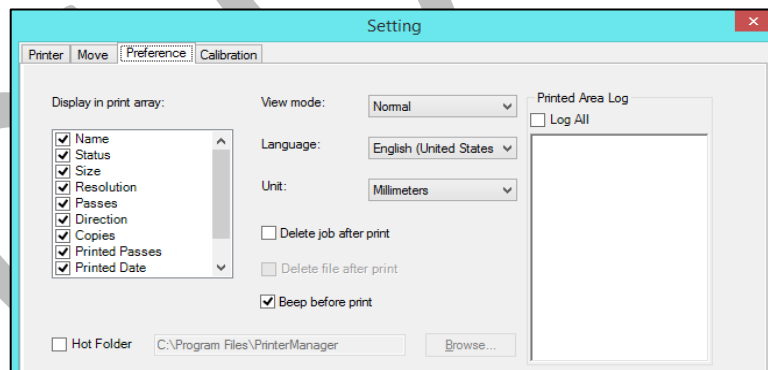 Setting
Printer Move Preference Calibration
Display in print array:
Name
Status
Size
Resolution
Passes
Direction
Copies
Printed Passes
Printed Date
View mode: Normal
Language: English (United States
Unit: Millimeters
Delete job after print
Delete file after print
Beep before print
Printed Area Log
Log All
Hot Folder C:\Program Files\PrinterManager Browse...